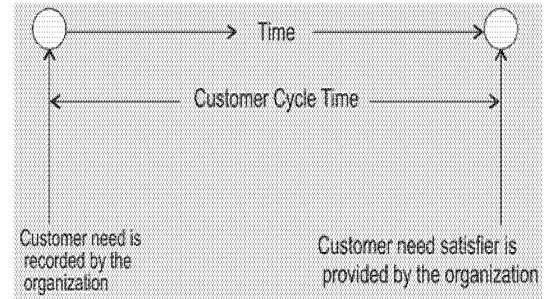 Time
Customer Cycle Time
Customer need is
recorded by the
organization
Customer need satisfier is
provided by the organization